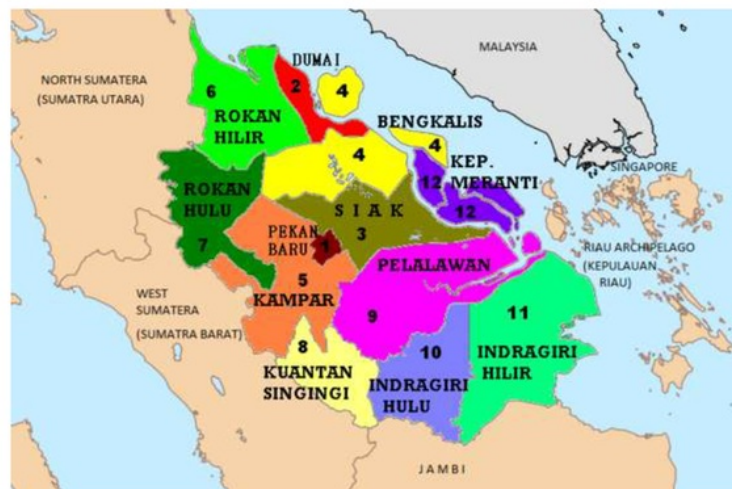 MALAYSIA
DUMAI
NORTH SUMATERA
(SUMATRA UTARA)
6
2
4
ROKAN
HILIR
BENGKALIS
4
4
KEP.
MERANTI
SINGAPORE
12
12
ROKAN
HULU
7
S I A K
3
PEKAN
BARU
1
PELALAWAN
RIAU ARCHIPELAGO
(KEPULAUAN
RIAU)
5
KAMPAR
WEST
SUMATERA
(SUMATRA BARAT)
9
11
8
KUANTAN
SINGINGI
10
INDRAGIRI
HULU
INDRAGIRI
HILIR
JAMBI